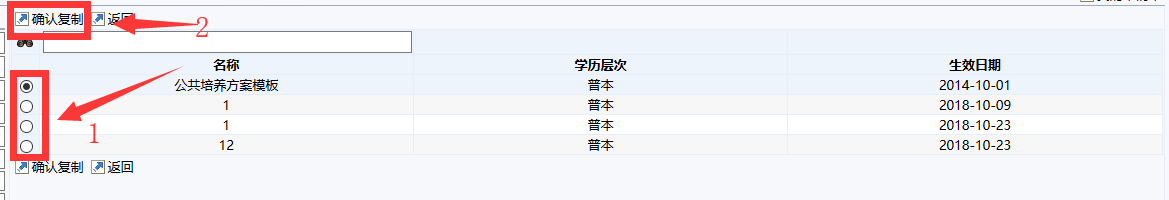 确认复制 返回
2
名称 学历层次 生效日期
公共培养方案模板 普本 2014-10-01
1 普本 2018-10-09
1 普本 2018-10-23
1
12 普本 2018-10-23
确认复制 返回